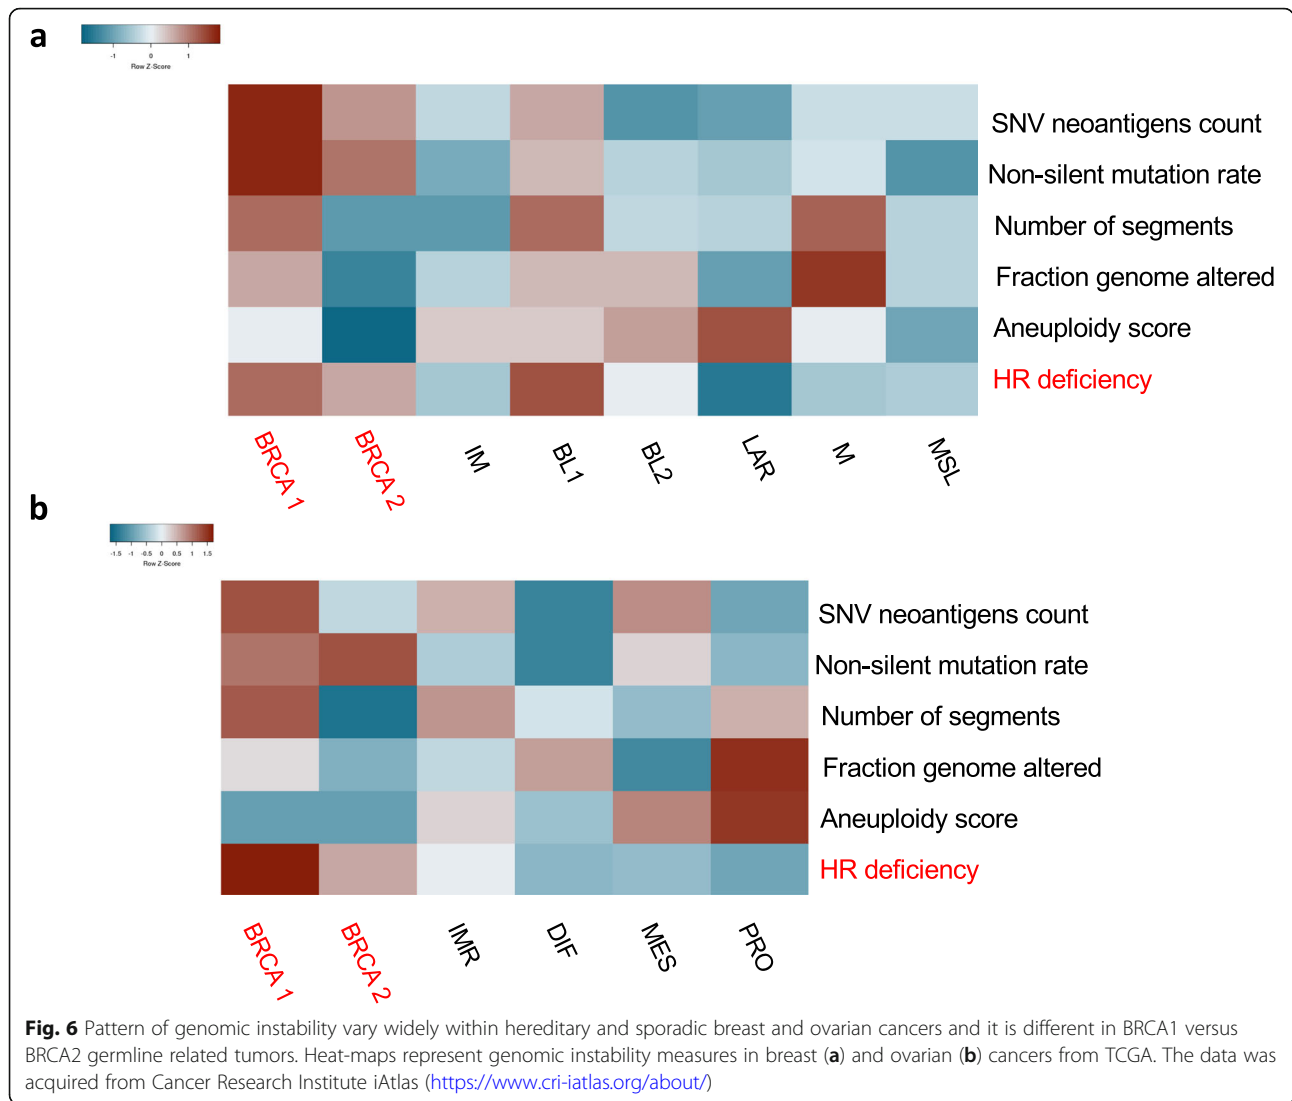 a
-1 0 1
Row Z-Score
SNV neoantigens count
Non-silent mutation rate
Number of segments
Fraction genome altered
Aneuploidy score
HR deficiency
BRCA 1 BRCA 2 IM BL1 BL2 LAR M MSL
b
-1.5 -1 -0.5 0 0.5 1 1.5
Row Z-Score
SNV neoantigens count
Non-silent mutation rate
Number of segments
Fraction genome altered
Aneuploidy score
HR deficiency
BRCA 1 BRCA 2 IMR DIF MES PRO
Fig. 6 Pattern of genomic instability vary widely within hereditary and sporadic breast and ovarian cancers and it is different in BRCA1 versus
BRCA2 germline related tumors. Heat-maps represent genomic instability measures in breast (a) and ovarian (b) cancers from TCGA. The data was
acquired from Cancer Research Institute iAtlas (https://www.cri-iatlas.org/about/)